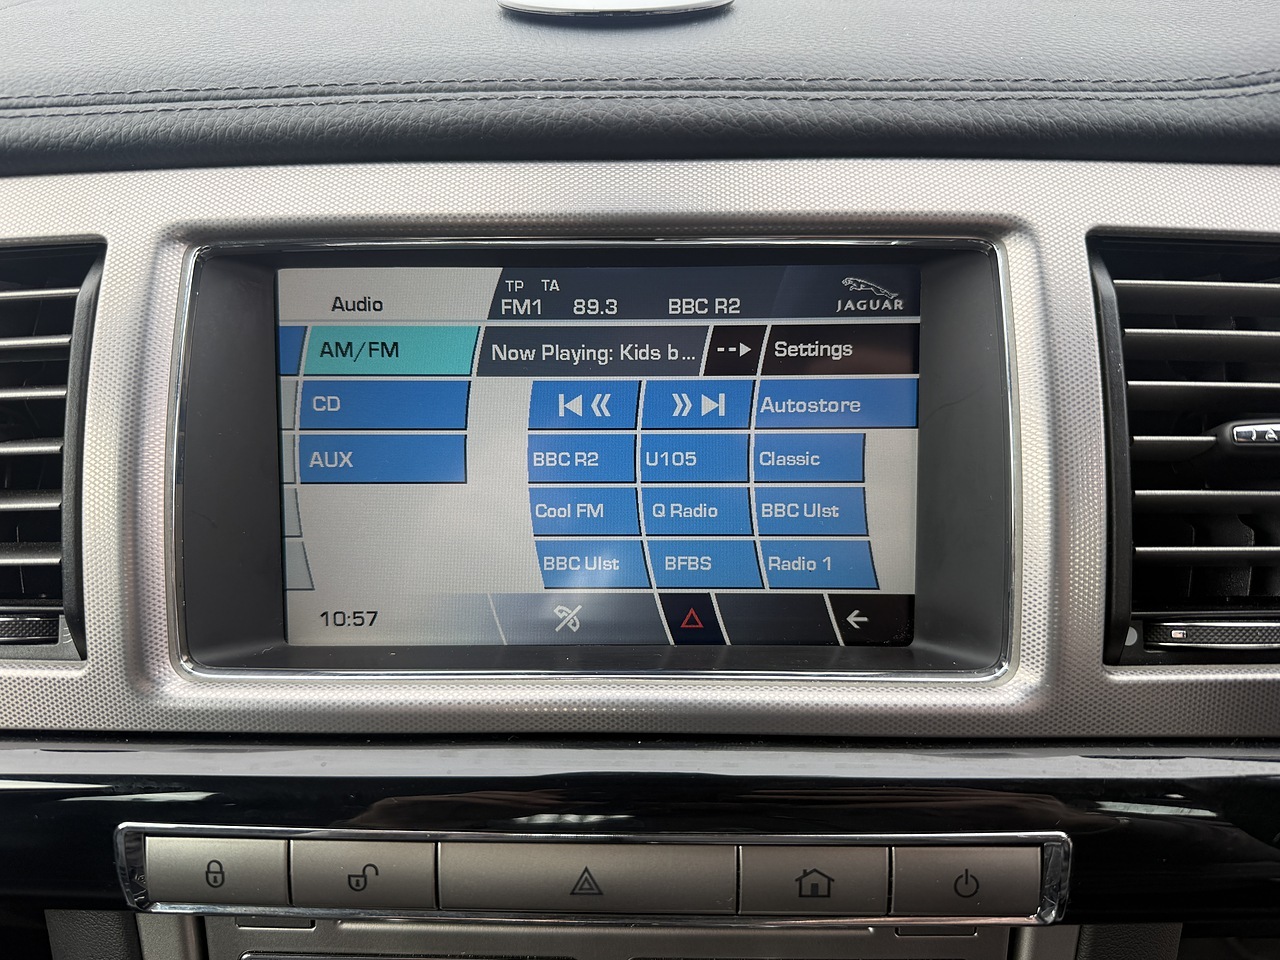 TP TA
Audio FM1 89.3 BBC R2 JAGUAR
AM/FM Now Playing: Kids b... Settings
CD Autostore
AUX BBC R2 U105 Classic
Cool FM Q Radio BBC Ulst
BBC Ulst BFBS Radio 1
10:57